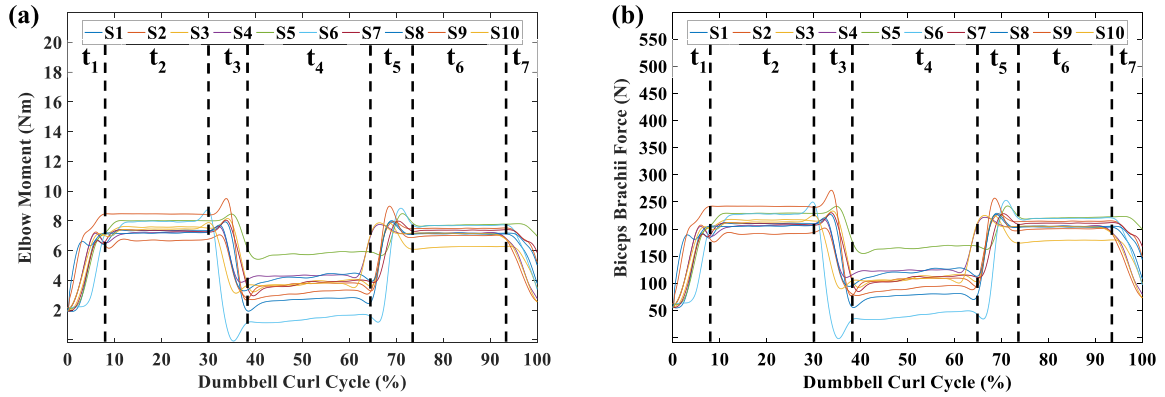 (a)
S1 S2 S3 S4 S5 S6 S7 S8 S9 S10
t1 t2 t3 t4 t5 t6 t7
Elbow Moment (Nm)
20
18
16
14
12
10
8
6
4
2
0 10 20 30 40 50 60 70 80 90 100
Dumbbell Curl Cycle (%)
(b)
S1 S2 S3 S4 S5 S6 S7 S8 S9 S10
t1 t2 t3 t4 t5 t6 t7
Biceps Brachii Force (N)
550
500
450
400
350
300
250
200
150
100
50
0 10 20 30 40 50 60 70 80 90 100
Dumbbell Curl Cycle (%)